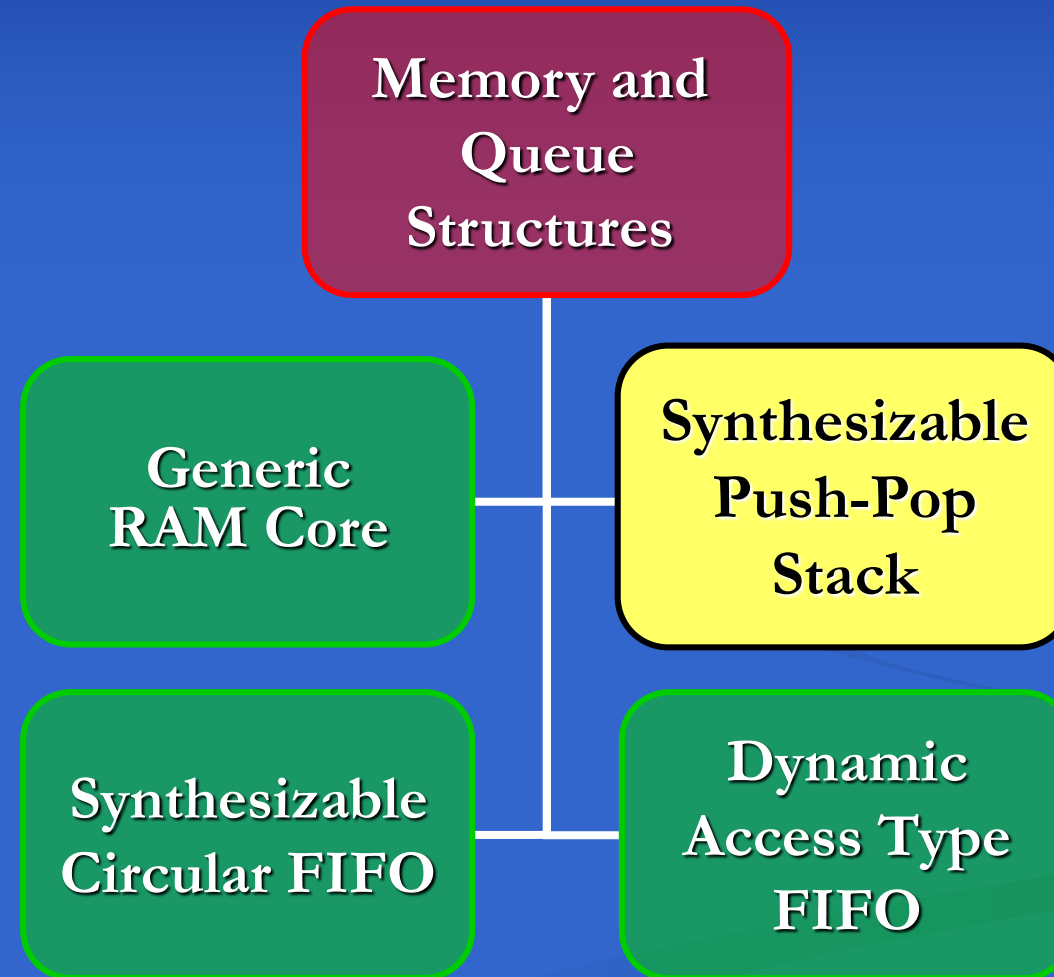 Memory and
Queue
Structures
Generic
RAM Core
Synthesizable
Push-Pop
Stack
Synthesizable
Circular FIFO
Dynamic
Access Type
FIFO